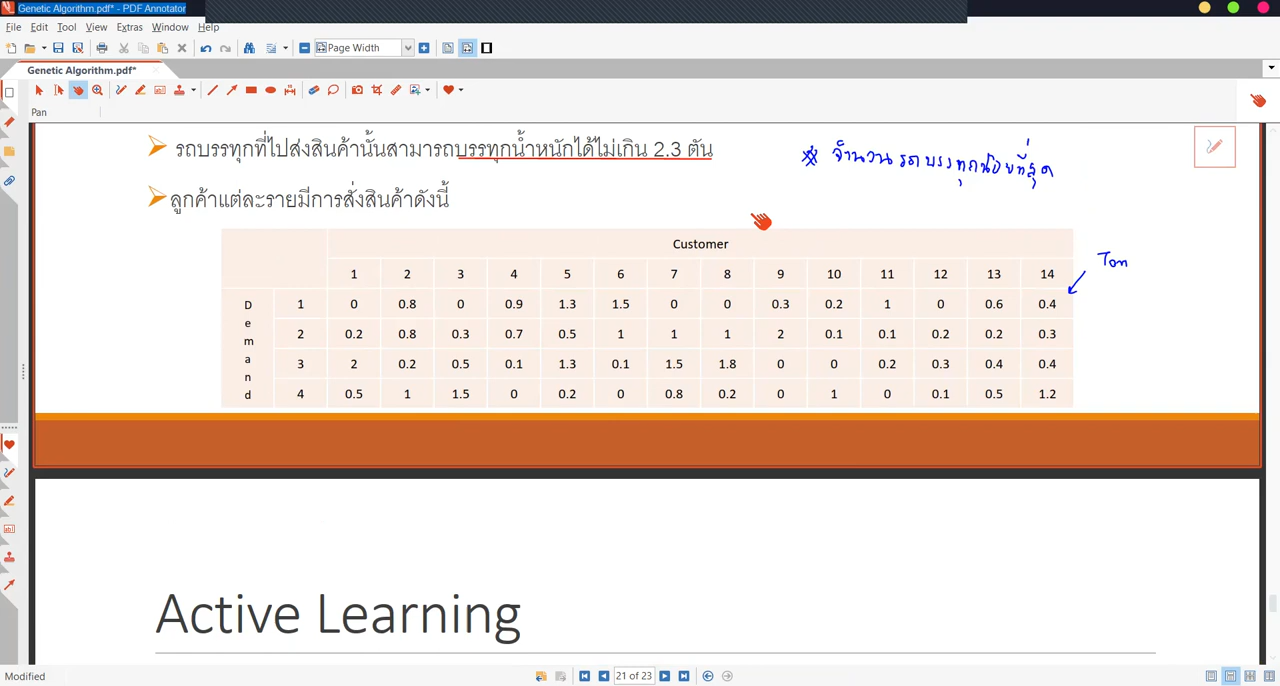 Genetic Algorithm.pdf* - PDF Annotator
File Edit Tool View Extras Window Help
Page Width
Genetic Algorithm.pdf*
Pan
รถบรรทุกที่ไปส่งสินค้านั้นสามารถบรรทุกน้ำหนักได้ไม่เกิน 2.3 ตัน
* จำนวนรถบรรทุกน้อยที่สุด
ลูกค้าแต่ละรายมีการสั่งสินค้าดังนี้
Customer
Ton
1 2 3 4 5 6 7 8 9 10 11 12 13 14
Demand
1 0 0.8 0 0.9 1.3 1.5 0 0 0.3 0.2 1 0 0.6 0.4
2 0.2 0.8 0.3 0.7 0.5 1 1 1 2 0.1 0.1 0.2 0.2 0.3
3 2 0.2 0.5 0.1 1.3 0.1 1.5 1.8 0 0 0.2 0.3 0.4 0.4
4 0.5 1 1.5 0 0.2 0 0.8 0.2 0 1 0 0.1 0.5 1.2
Active Learning
Modified
21 of 23